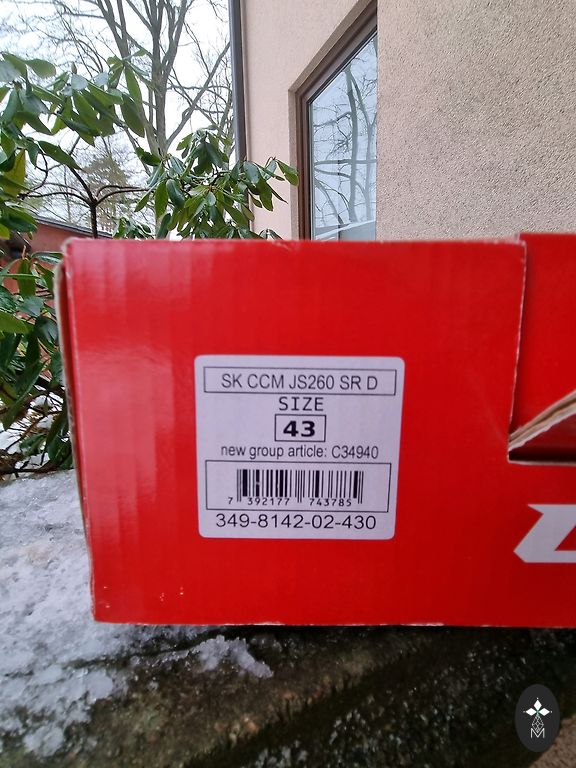 SK CCM JS260 SR D
SIZE
43
new group article: C34940
7 392177 743785
349-8142-02-430
M